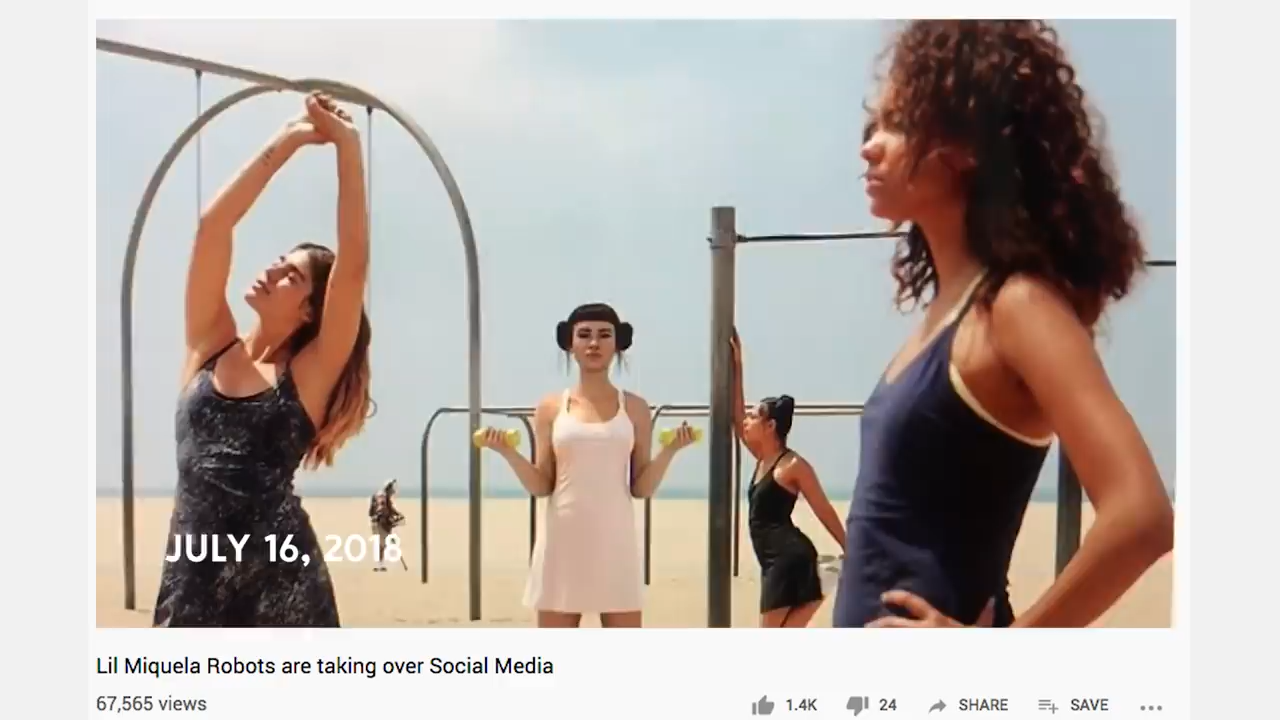 JULY 16, 2018
Lil Miquela Robots are taking over Social Media
67,565 views
1.4K
24
SHARE
SAVE